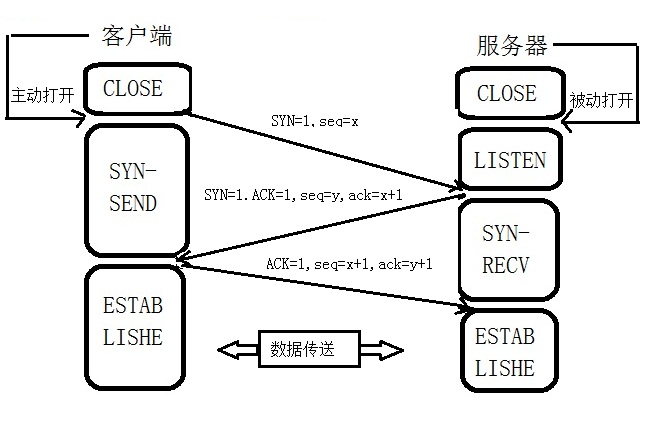 客户端
服务器
主动打开
CLOSE
CLOSE
被动打开
SYN=1,seq=x
LISTEN
SYN-
SEND
SYN=1.ACK=1,seq=y,ack=x+1
SYN-
RECV
ACK=1,seq=x+1,ack=y+1
ESTAB
LISHE
数据传送
ESTAB
LISHE